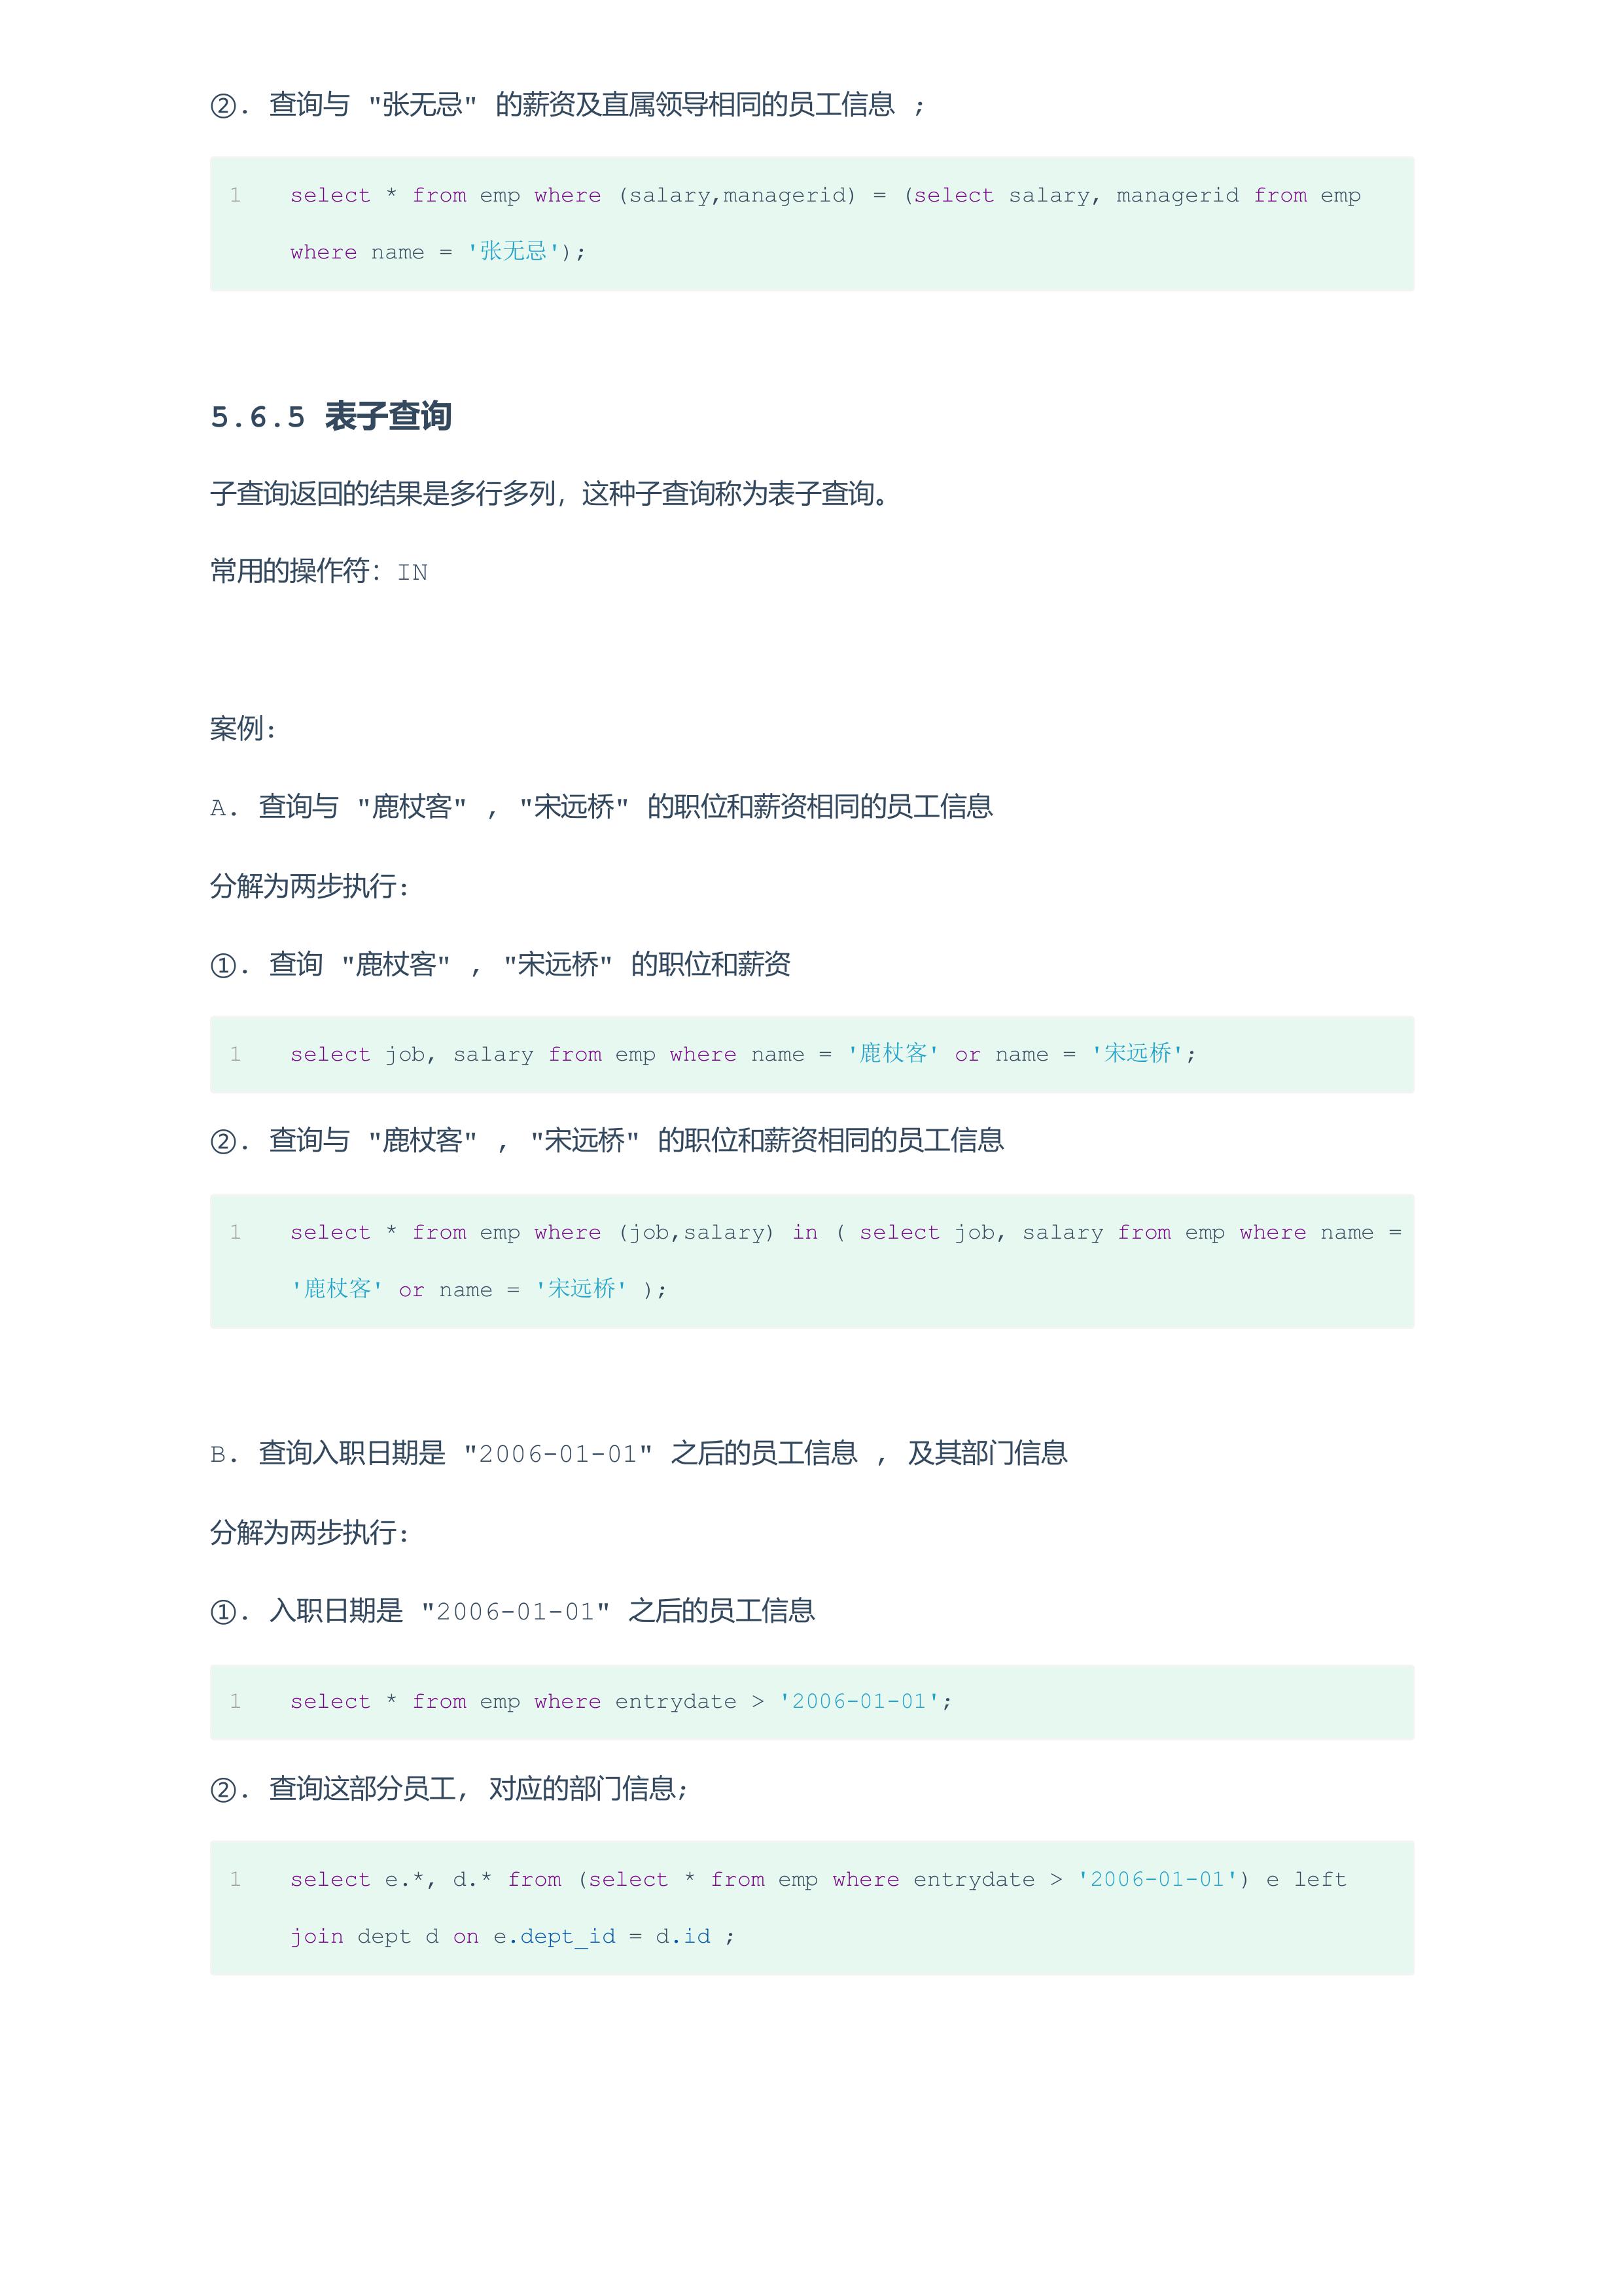 ②. 查询与 "张无忌" 的薪资及直属领导相同的员工信息 ;
1 select * from emp where (salary,managerid) = (select salary, managerid from emp
where name = '张无忌');
5.6.5 表子查询
子查询返回的结果是多行多列，这种子查询称为表子查询。
常用的操作符：IN
案例:
A. 查询与 "鹿杖客" , "宋远桥" 的职位和薪资相同的员工信息
分解为两步执行:
①. 查询 "鹿杖客" , "宋远桥" 的职位和薪资
1 select job, salary from emp where name = '鹿杖客' or name = '宋远桥';
②. 查询与 "鹿杖客" , "宋远桥" 的职位和薪资相同的员工信息
1 select * from emp where (job,salary) in ( select job, salary from emp where name =
'鹿杖客' or name = '宋远桥' );
B. 查询入职日期是 "2006-01-01" 之后的员工信息 , 及其部门信息
分解为两步执行:
①. 入职日期是 "2006-01-01" 之后的员工信息
1 select * from emp where entrydate > '2006-01-01';
②. 查询这部分员工, 对应的部门信息;
1 select e.*, d.* from (select * from emp where entrydate > '2006-01-01') e left
join dept d on e.dept_id = d.id ;